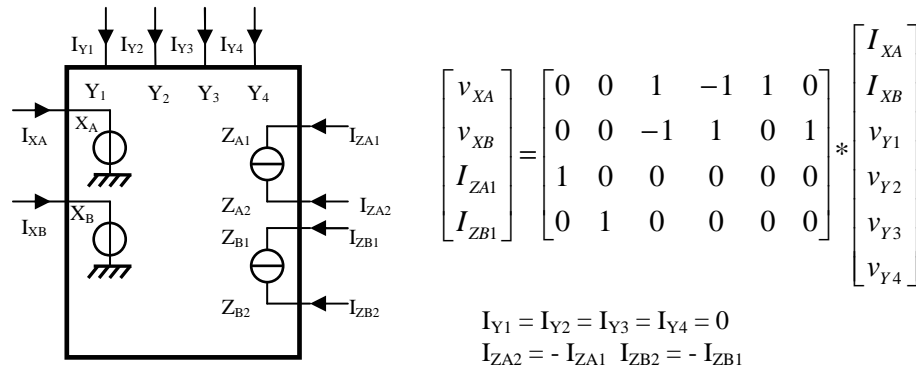 I_Y1 I_Y2 I_Y3 I_Y4
Y_1 Y_2 Y_3 Y_4
I_XA X_A
I_XB X_B
Z_A1 I_ZA1
Z_A2 I_ZA2
Z_B1 I_ZB1
Z_B2 I_ZB2
[v_XA] = [0 0 1 -1 1 0] * [I_XA]
[v_XB] [0 0 -1 1 0 1] [I_XB]
[I_ZA1] [1 0 0 0 0 0] [v_Y1]
[I_ZB1] [0 1 0 0 0 0] [v_Y2]
[v_Y3]
[v_Y4]
I_Y1 = I_Y2 = I_Y3 = I_Y4 = 0
I_ZA2 = - I_ZA1 I_ZB2 = - I_ZB1